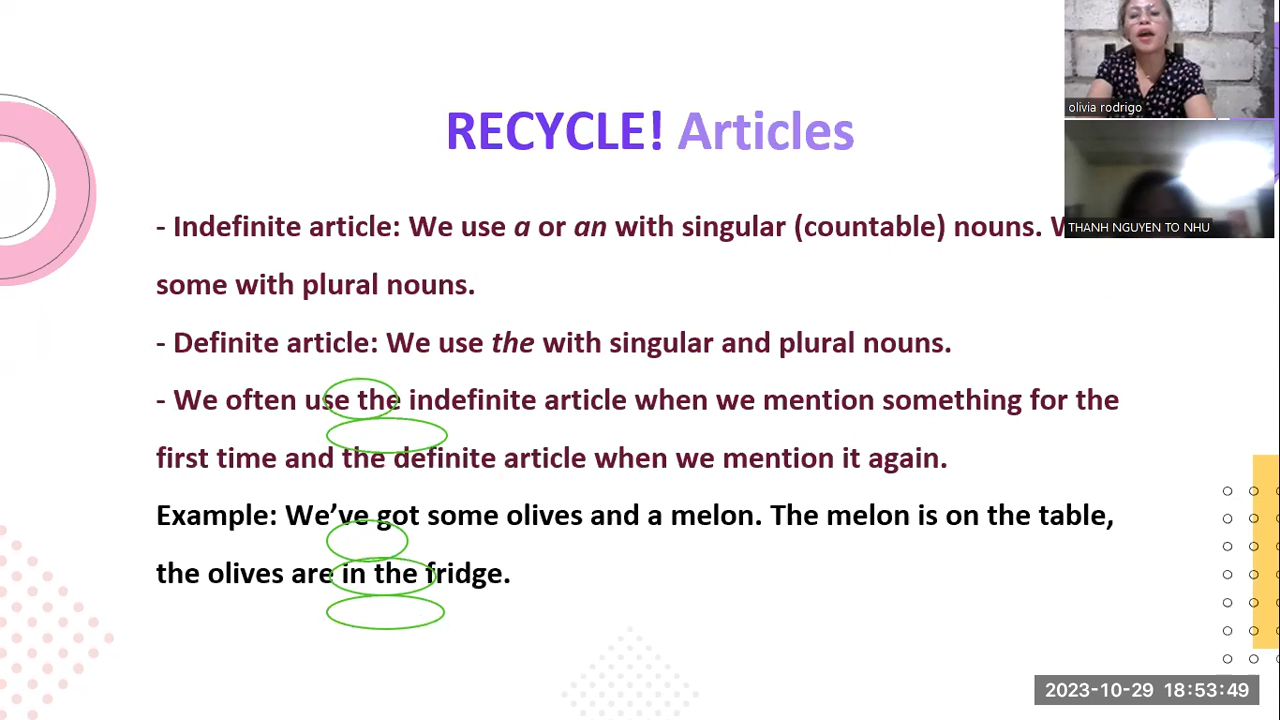 olivia rodrigo
RECYCLE! Articles
- Indefinite article: We use a or an with singular (countable) nouns.
THANH NGUYEN TO NHU
some with plural nouns.
- Definite article: We use the with singular and plural nouns.
- We often use the indefinite article when we mention something for the
first time and the definite article when we mention it again.
Example: We’ve got some olives and a melon. The melon is on the table,
the olives are in the fridge.
2023-10-29 18:53:49